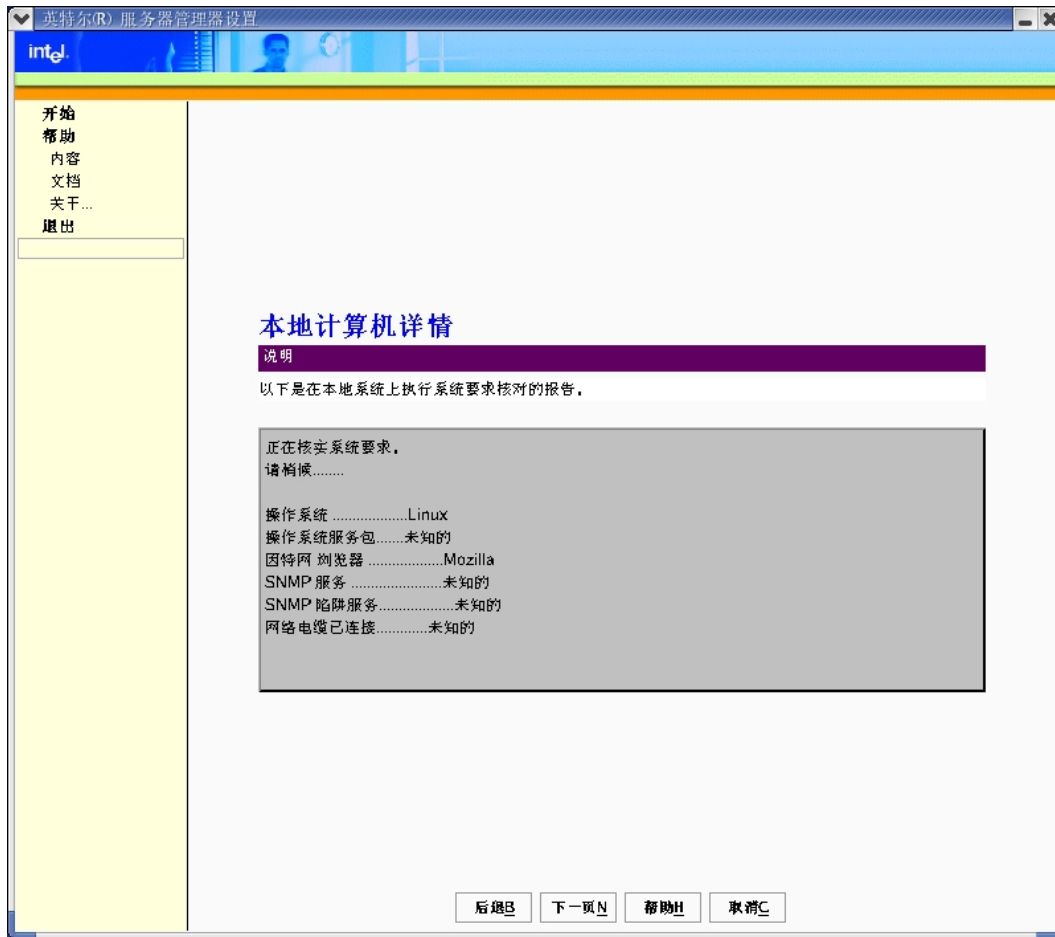 英特尔(R) 服务器管理器设置
intel.
开始
帮助
内容
文档
关于...
退出
本地计算机详情
说明
以下是在本地系统上执行系统要求核对的报告。
正在核实系统要求。
请稍候........
操作系统 ..................Linux
操作系统服务包.......未知的
因特网 浏览器 ..................Mozilla
SNMP 服务 ......................未知的
SNMP 陷阱服务..................未知的
网络电缆已连接............未知的
后退B
下一页N
帮助H
取消C